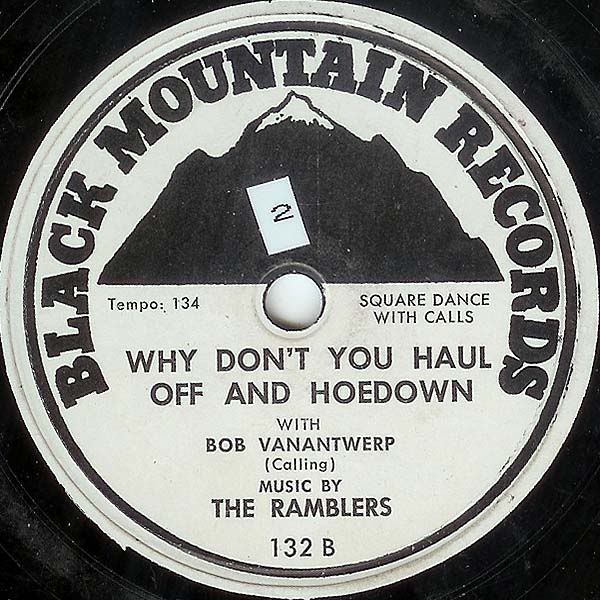 BLACK MOUNTAIN RECORDS
2
Tempo: 134
SQUARE DANCE
WITH CALLS
WHY DON'T YOU HAUL
OFF AND HOEDOWN
WITH
BOB VANANTWERP
(Calling)
MUSIC BY
THE RAMBLERS
132 B